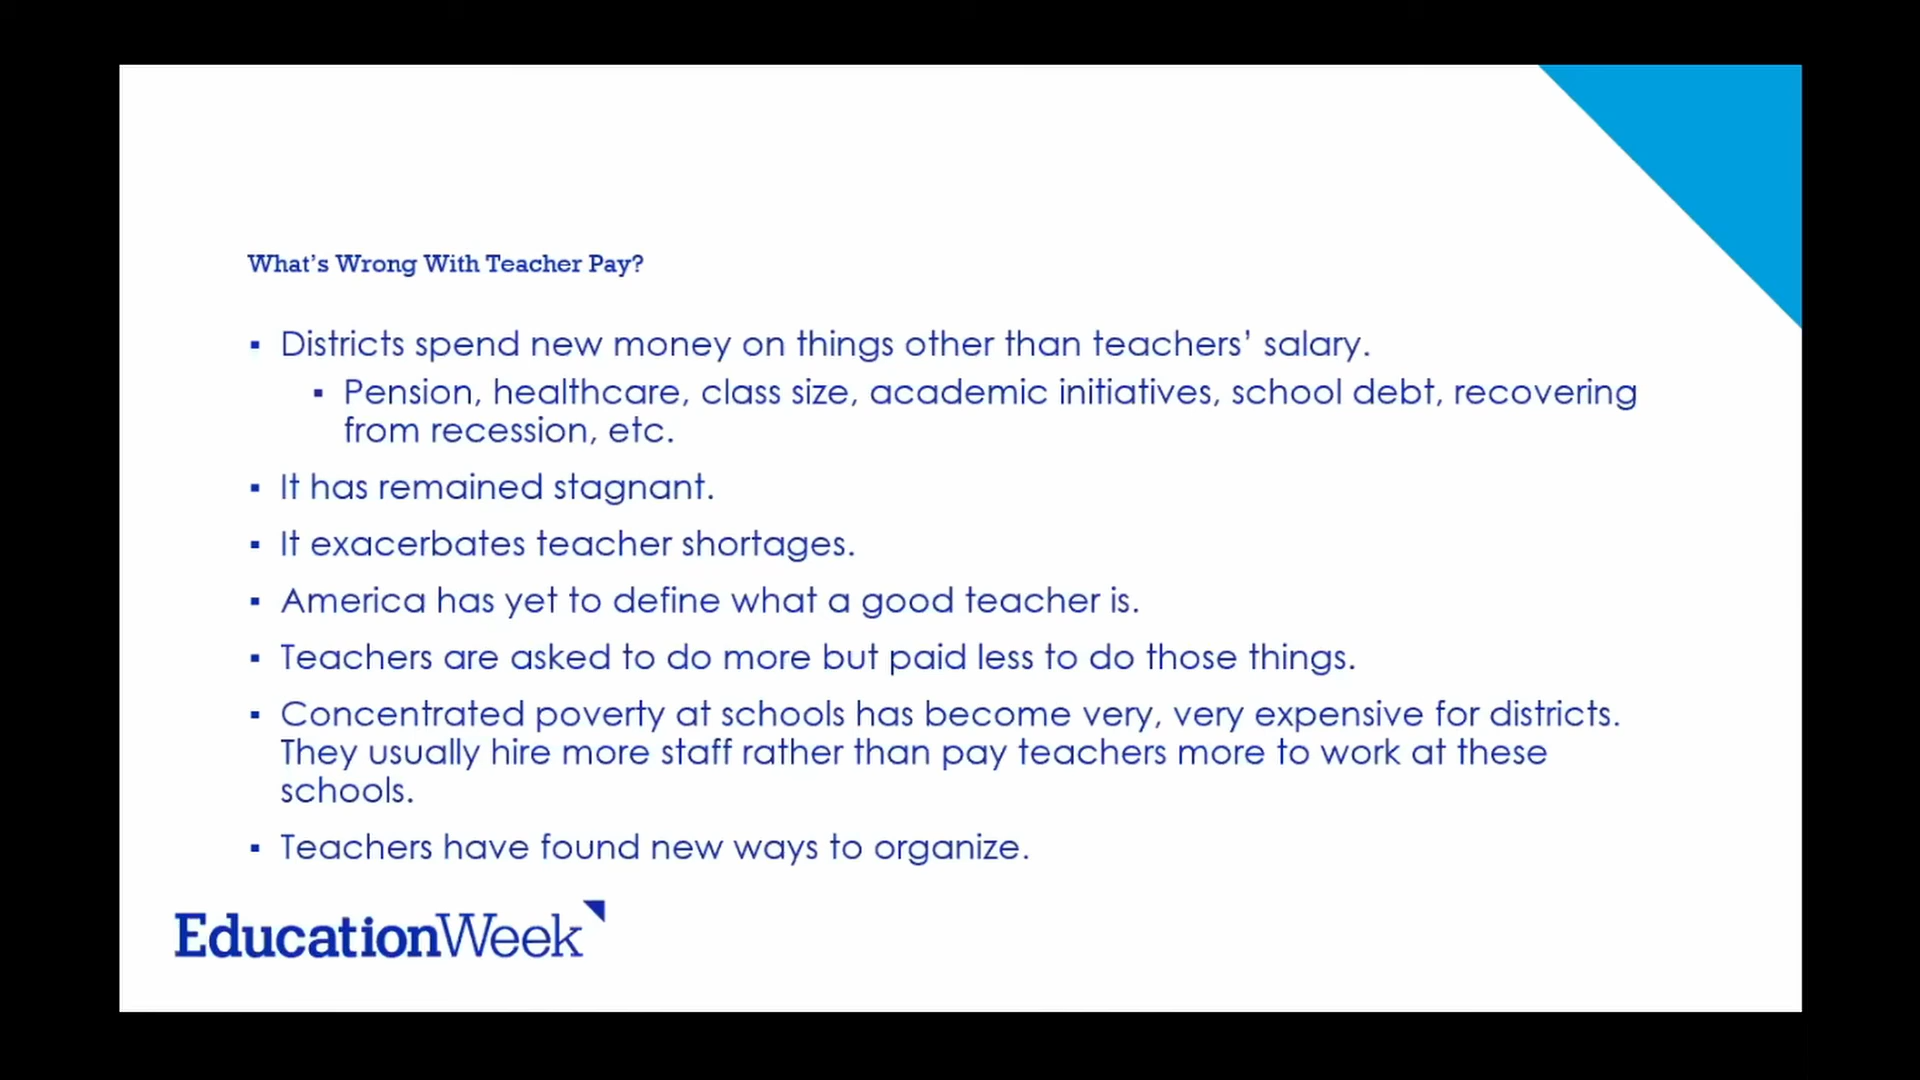 What's Wrong With Teacher Pay?
▪ Districts spend new money on things other than teachers' salary.
▪ Pension, healthcare, class size, academic initiatives, school debt, recovering
from recession, etc.
▪ It has remained stagnant.
▪ It exacerbates teacher shortages.
▪ America has yet to define what a good teacher is.
▪ Teachers are asked to do more but paid less to do those things.
▪ Concentrated poverty at schools has become very, very expensive for districts.
They usually hire more staff rather than pay teachers more to work at these
schools.
▪ Teachers have found new ways to organize.
EducationWeek